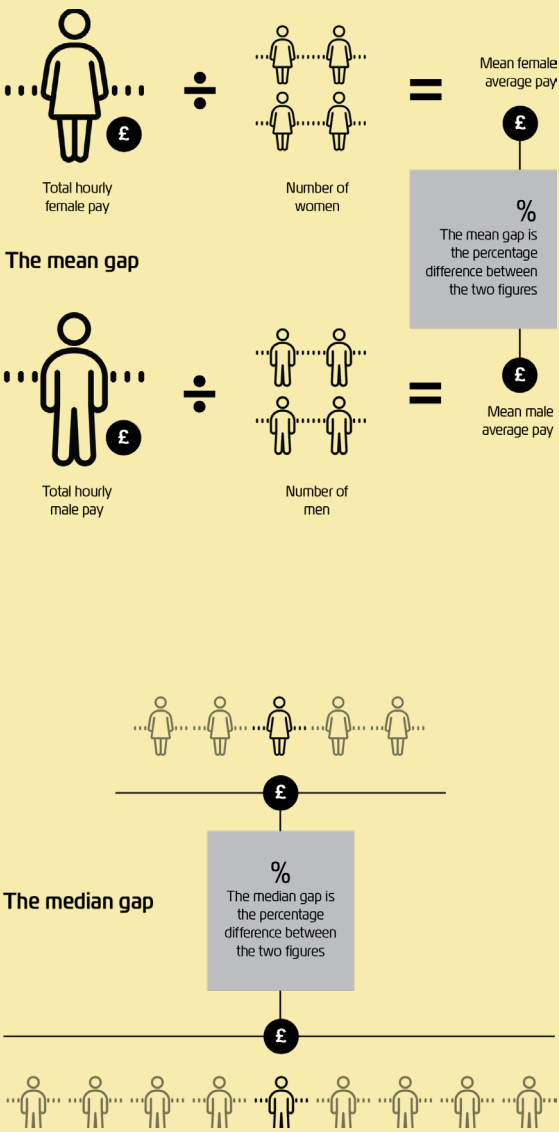 Mean female
average pay
÷
=
£
£
Total hourly
female pay
Number of
women
%
The mean gap is
the percentage
difference between
the two figures
The mean gap
£
÷
=
£
Mean male
average pay
Total hourly
male pay
Number of
men
£
%
The median gap is
the percentage
difference between
the two figures
The median gap
£